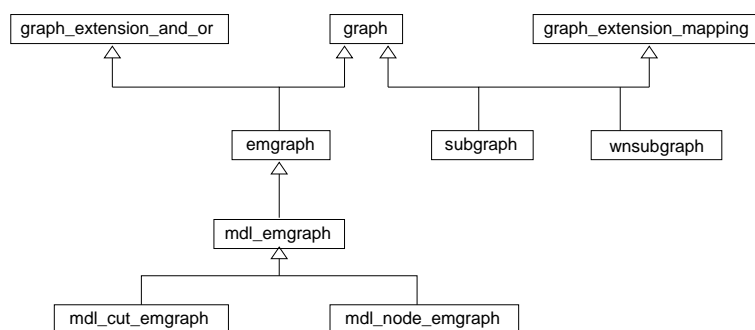 graph_extension_and_or
graph
graph_extension_mapping
emgraph
subgraph
wnsubgraph
mdl_emgraph
mdl_cut_emgraph
mdl_node_emgraph